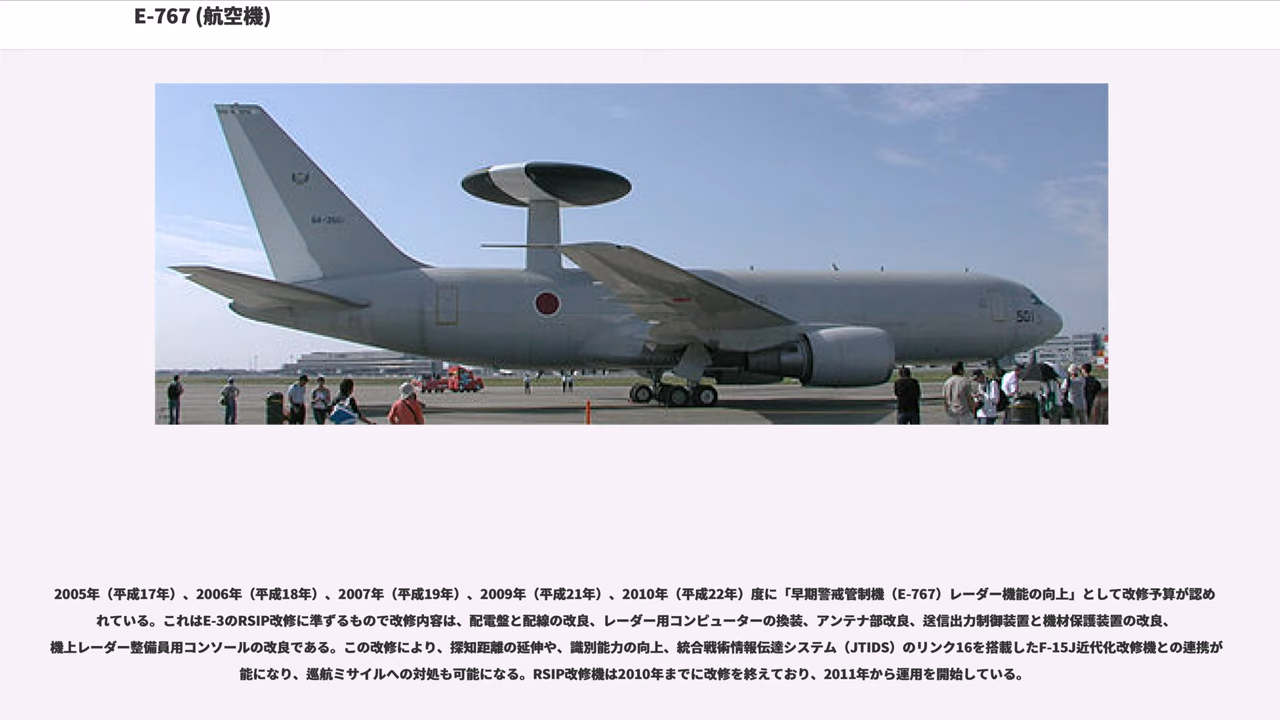 E-767 (航空機)
501
2005年（平成17年）、2006年（平成18年）、2007年（平成19年）、2009年（平成21年）、2010年（平成22年）度に「早期警戒管制機（E-767）レーダー機能の向上」として改修予算が認め
れている。これはE-3のRSIP改修に準ずるもので改修内容は、配電盤と配線の改良、レーダー用コンピューターの換装、アンテナ部改良、送信出力制御装置と機材保護装置の改良、
機上レーダー整備員用コンソールの改良である。この改修により、探知距離の延伸や、識別能力の向上、統合戦術情報伝達システム（JTIDS）のリンク16を搭載したF-15J近代化改修機との連携が
能になり、巡航ミサイルへの対処も可能になる。RSIP改修機は2010年までに改修を終えており、2011年から運用を開始している。